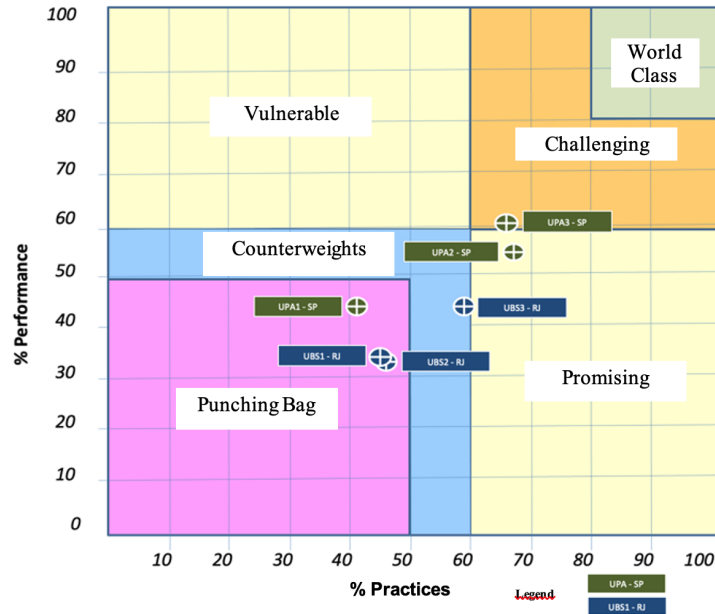 100
90
80
70
60
50
40
30
20
10
0
% Performance
World
Class
Vulnerable
Challenging
UPA3 - SP
Counterweights
UPA2 - SP
UPA1 - SP
UBS3 - RJ
UBS1 - RJ
UBS2 - RJ
Promising
Punching Bag
10 20 30 40 50 60 70 80 90 100
% Practices
Legend
UPA - SP
UBS1 - RJ